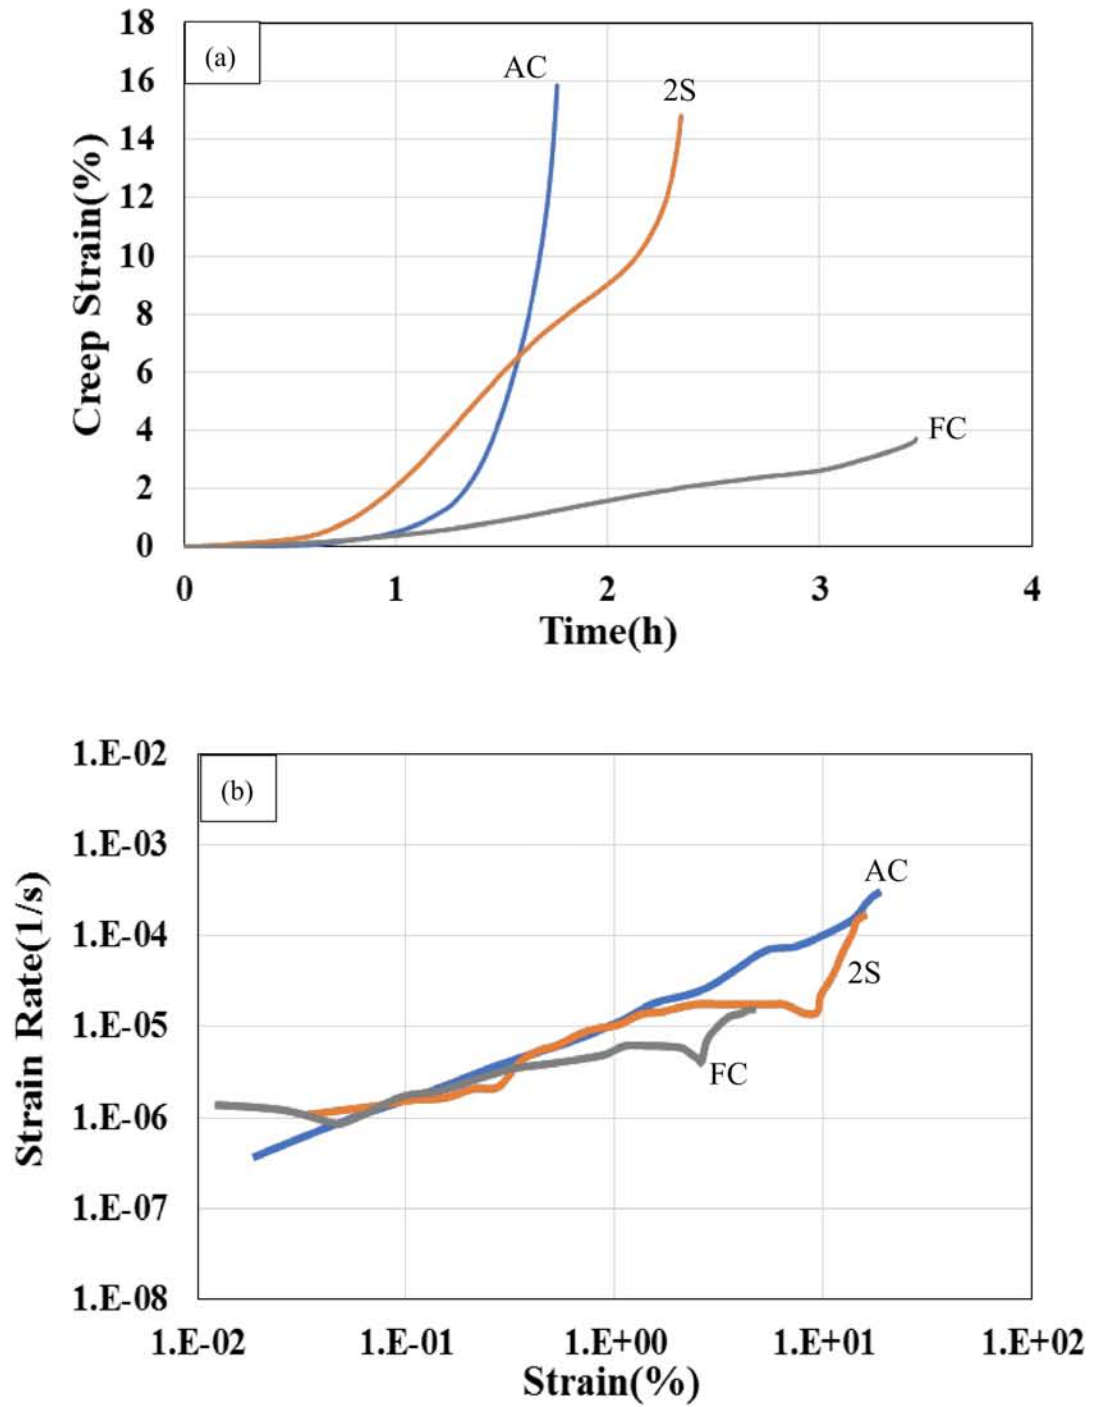 (a)
AC
2S
FC
Creep Strain(%)
18
16
14
12
10
8
6
4
2
0
0 1 2 3 4
Time(h)
(b)
AC
2S
FC
Strain Rate(1/s)
1.E-02
1.E-03
1.E-04
1.E-05
1.E-06
1.E-07
1.E-08
1.E-02 1.E-01 1.E+00 1.E+01 1.E+02
Strain(%)